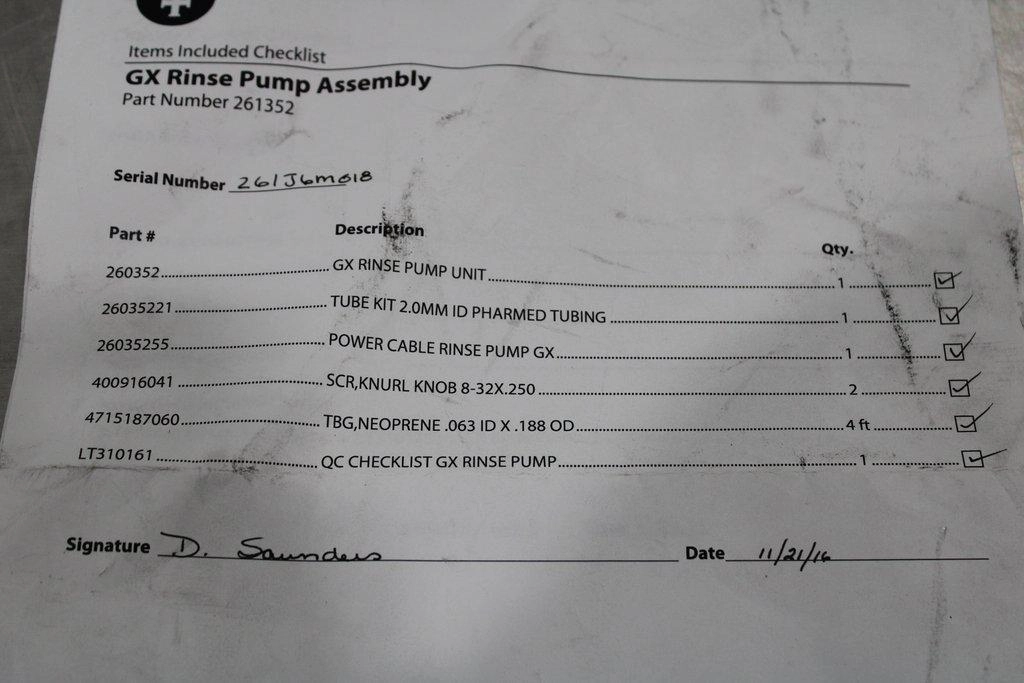 Items Included Checklist
GX Rinse Pump Assembly
Part Number 261352
Serial Number 261J6m018
Part # Description Qty.
260352 GX RINSE PUMP UNIT 1
26035221 TUBE KIT 2.0MM ID PHARMED TUBING 1
26035255 POWER CABLE RINSE PUMP GX 1
400916041 SCR,KNURL KNOB 8-32X.250 2
4715187060 TBG,NEOPRENE .063 ID X .188 OD 4 ft
LT310161 QC CHECKLIST GX RINSE PUMP 1
Signature D. Saunders Date 11/21/16